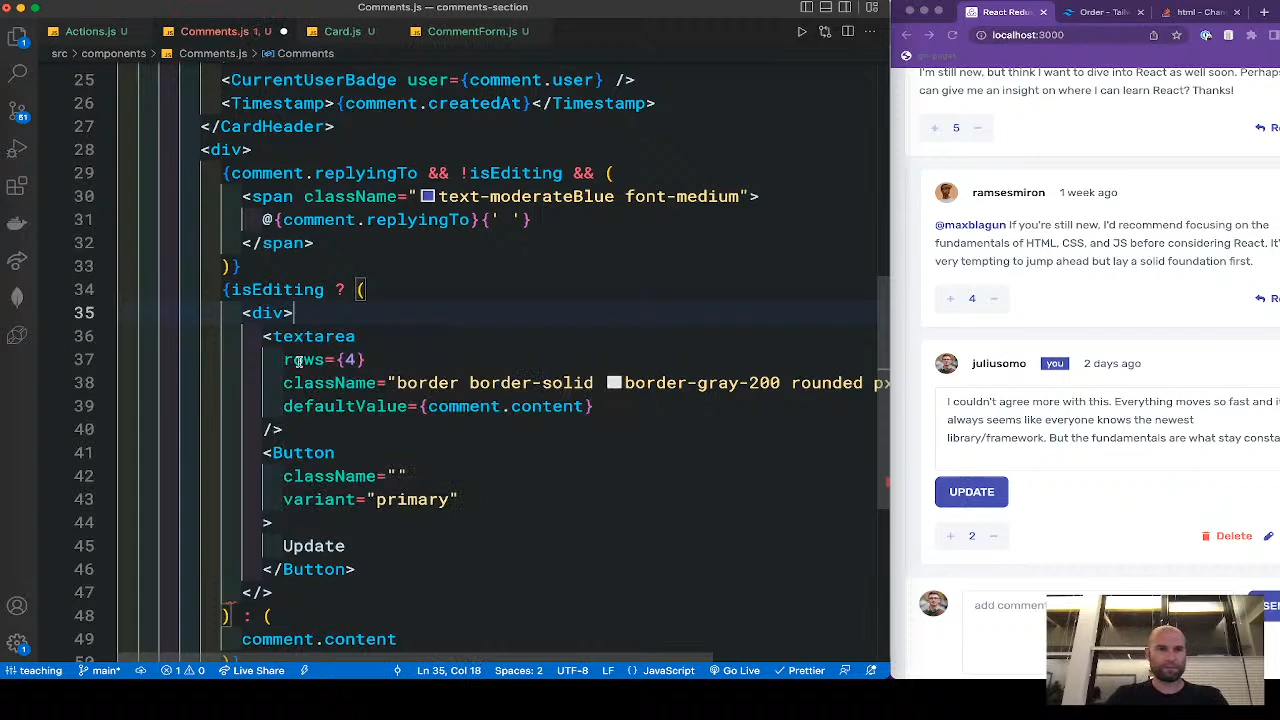 Comments.js — comments-section
Actions.js U
Comments.js 1, U
Card.js U
CommentForm.js U
src > components > Comments.js > Comments
25 <CurrentUserBadge user={comment.user} />
26 <Timestamp>{comment.createdAt}</Timestamp>
27 </CardHeader>
28 <div>
29 {comment.replyingTo && !isEditing && (
30 <span className="text-moderateBlue font-medium">
31 @{comment.replyingTo}{' '}
32 </span>
33 )}
34 {isEditing ? (
35 <div>
36 <textarea
37 rows={4}
38 className="border border-solid border-gray-200 rounded px
39 defaultValue={comment.content}
40 />
41 <Button
42 className=""
43 variant="primary"
44 >
45 Update
46 </Button>
47 </>
48 ) : (
49 comment.content
1
51
1
teaching main* 1 0 Live Share Ln 35, Col 18 Spaces: 2 UTF-8 LF {} JavaScript Go Live Prettier
React Redu
Order - Tail
html - Chan
localhost:3000
gh-pages
I'm still new, but think I want to dive into React as well soon. Perhaps
can give me an insight on where I can learn React? Thanks!
+ 5 −
ramsesmiron 1 week ago
@maxblagun If you're still new, I'd recommend focusing on the
fundamentals of HTML, CSS, and JS before considering React. It'
very tempting to jump ahead but lay a solid foundation first.
+ 4 −
juliusomo you 2 days ago
I couldn't agree more with this. Everything moves so fast and i
always seems like everyone knows the newest
library/framework. But the fundamentals are what stay consta
UPDATE
+ 2 − Delete
add commen